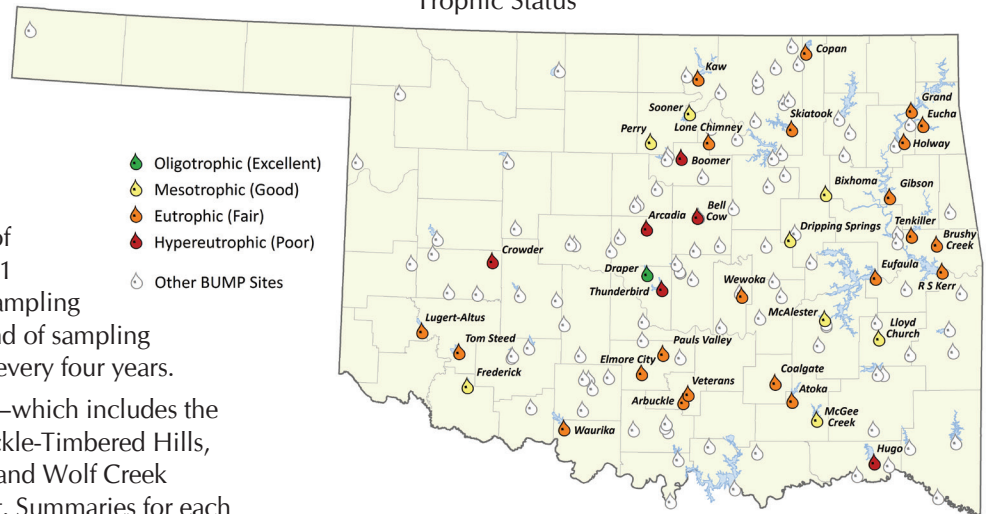 Trophic Status
of
1
sampling
d of sampling
every four years.
—which includes the
ckle-Timbered Hills,
and Wolf Creek
. Summaries for each
Oligotrophic (Excellent)
Mesotrophic (Good)
Eutrophic (Fair)
Hypereutrophic (Poor)
Other BUMP Sites
Copan
Kaw
Grand
Sooner
Skiatook
Eucha
Perry
Lone Chimney
Holway
Boomer
Bixhoma
Gibson
Bell
Cow
Arcadia
Dripping Springs
Tenkiller
Brushy
Creek
Crowder
Draper
Eufaula
Thunderbird
Wewoka
R S Kerr
McAlester
Lugert-Altus
Lloyd
Church
Tom Steed
Pauls Valley
Elmore City
Frederick
Coalgate
Veterans
Atoka
Arbuckle
McGee
Creek
Waurika
Hugo